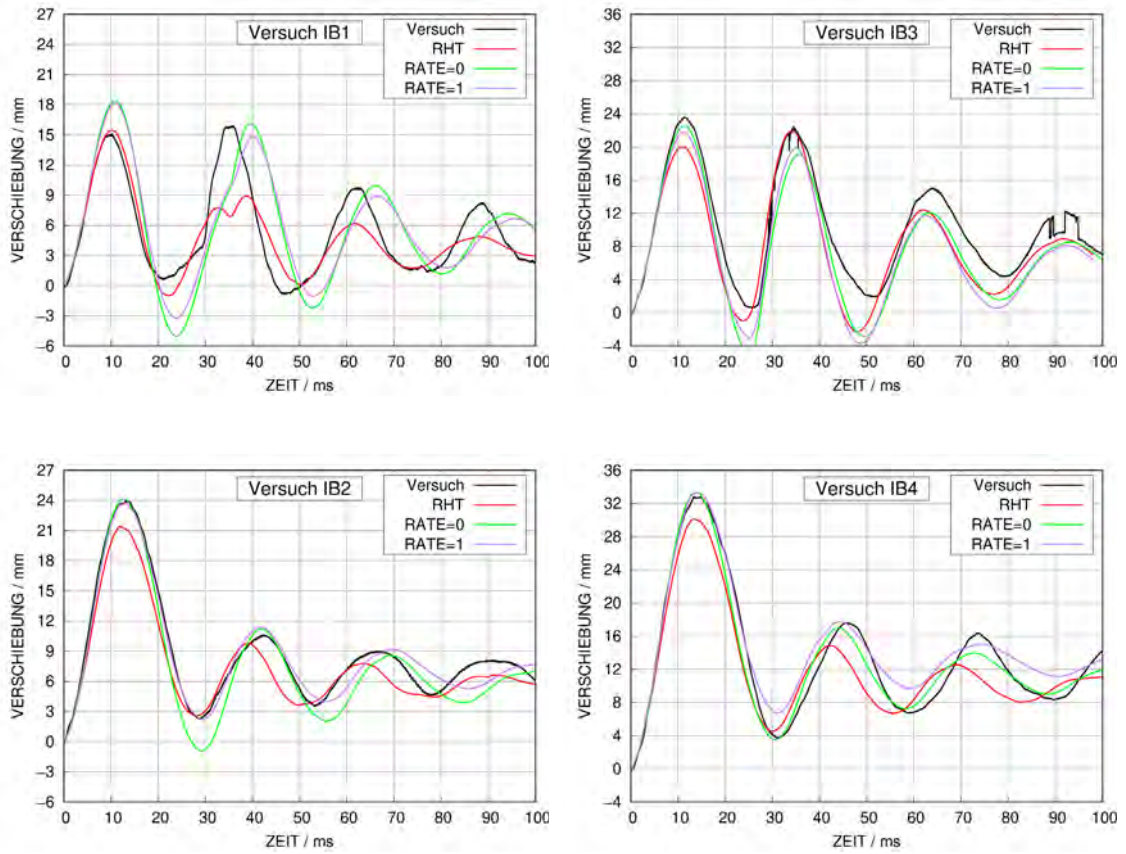 Versuch IB1
Versuch
RHT
RATE=0
RATE=1
27
24
21
18
15
12
9
6
3
0
−3
−6
VERSCHIEBUNG / mm
0 10 20 30 40 50 60 70 80 90 100
ZEIT / ms
Versuch IB3
Versuch
RHT
RATE=0
RATE=1
36
32
28
24
20
16
12
8
4
0
−4
VERSCHIEBUNG / mm
0 10 20 30 40 50 60 70 80 90 100
ZEIT / ms
Versuch IB2
Versuch
RHT
RATE=0
RATE=1
27
24
21
18
15
12
9
6
3
0
−3
−6
VERSCHIEBUNG / mm
0 10 20 30 40 50 60 70 80 90 100
ZEIT / ms
Versuch IB4
Versuch
RHT
RATE=0
RATE=1
36
32
28
24
20
16
12
8
4
0
−4
VERSCHIEBUNG / mm
0 10 20 30 40 50 60 70 80 90 100
ZEIT / ms